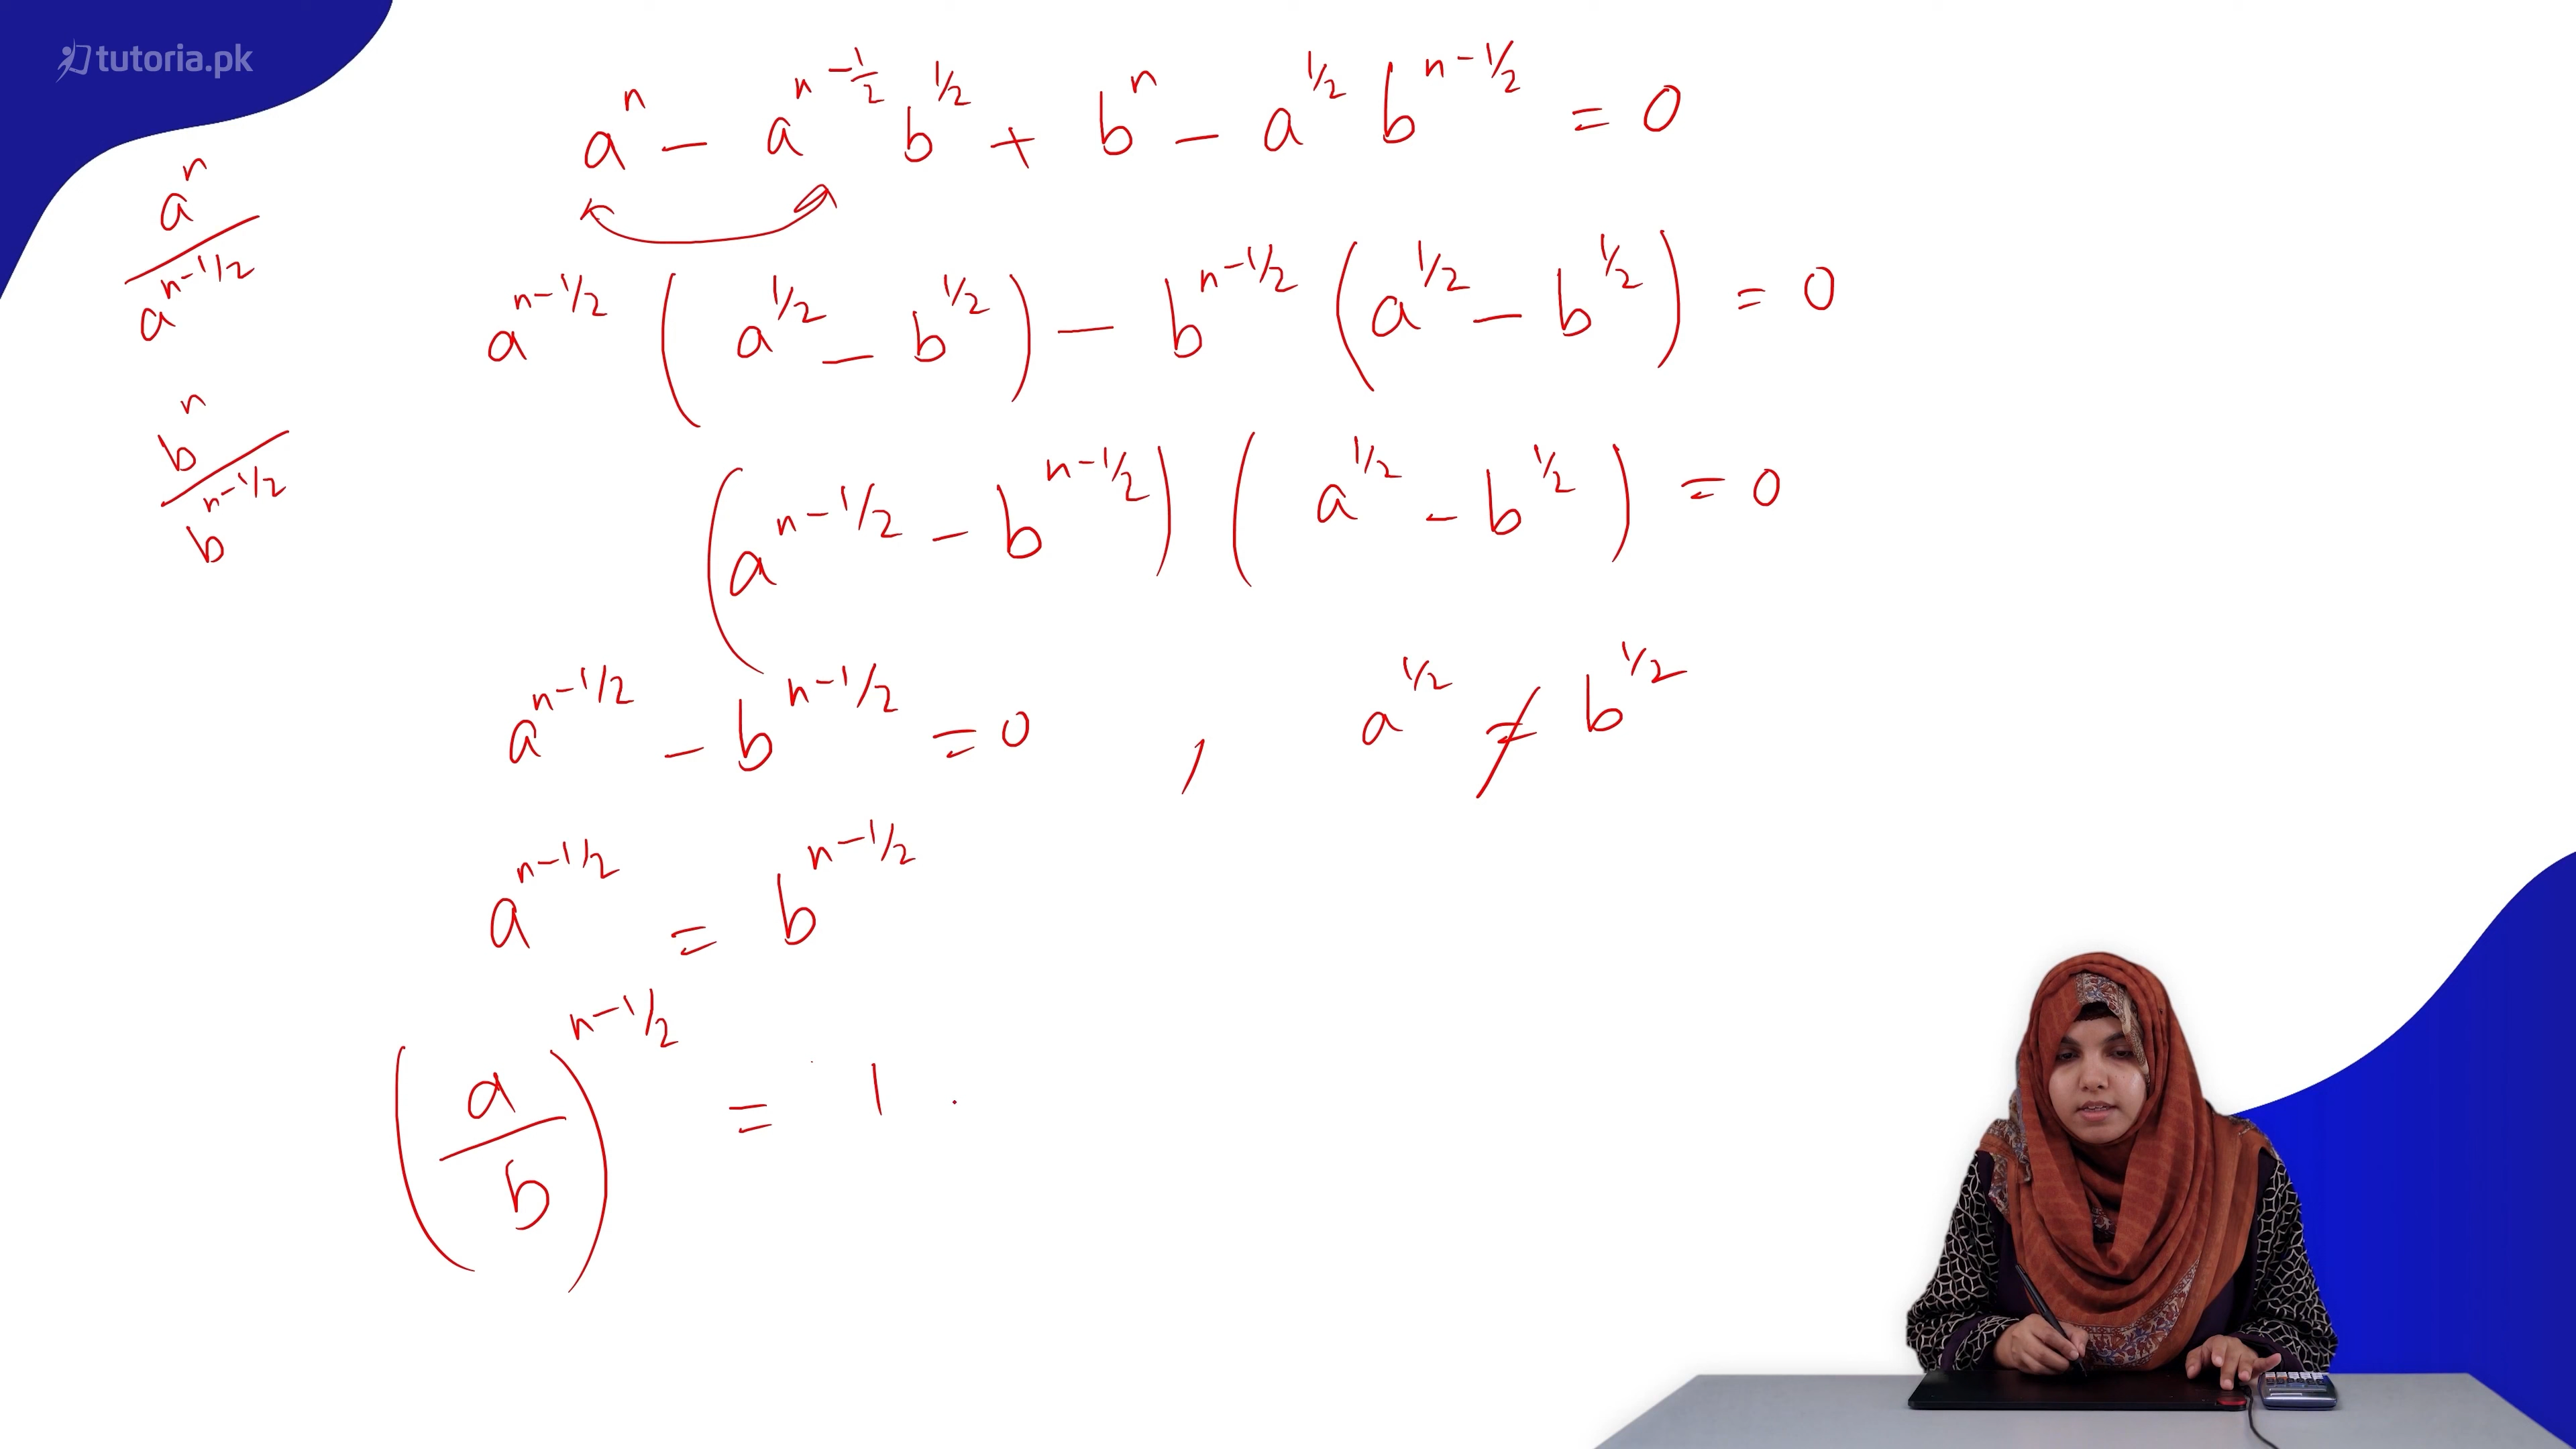 tutoria.pk
a^n - a^(n-1/2) b^(1/2) + b^n - a^(1/2) b^(n-1/2) = 0
a^n / a^(n-1/2)
a^(n-1/2) (a^(1/2) - b^(1/2)) - b^(n-1/2) (a^(1/2) - b^(1/2)) = 0
b^n / b^(n-1/2)
(a^(n-1/2) - b^(n-1/2)) (a^(1/2) - b^(1/2)) = 0
a^(n-1/2) - b^(n-1/2) = 0 , a^(1/2) ≠ b^(1/2)
a^(n-1/2) = b^(n-1/2)
(a/b)^(n-1/2) = 1 .